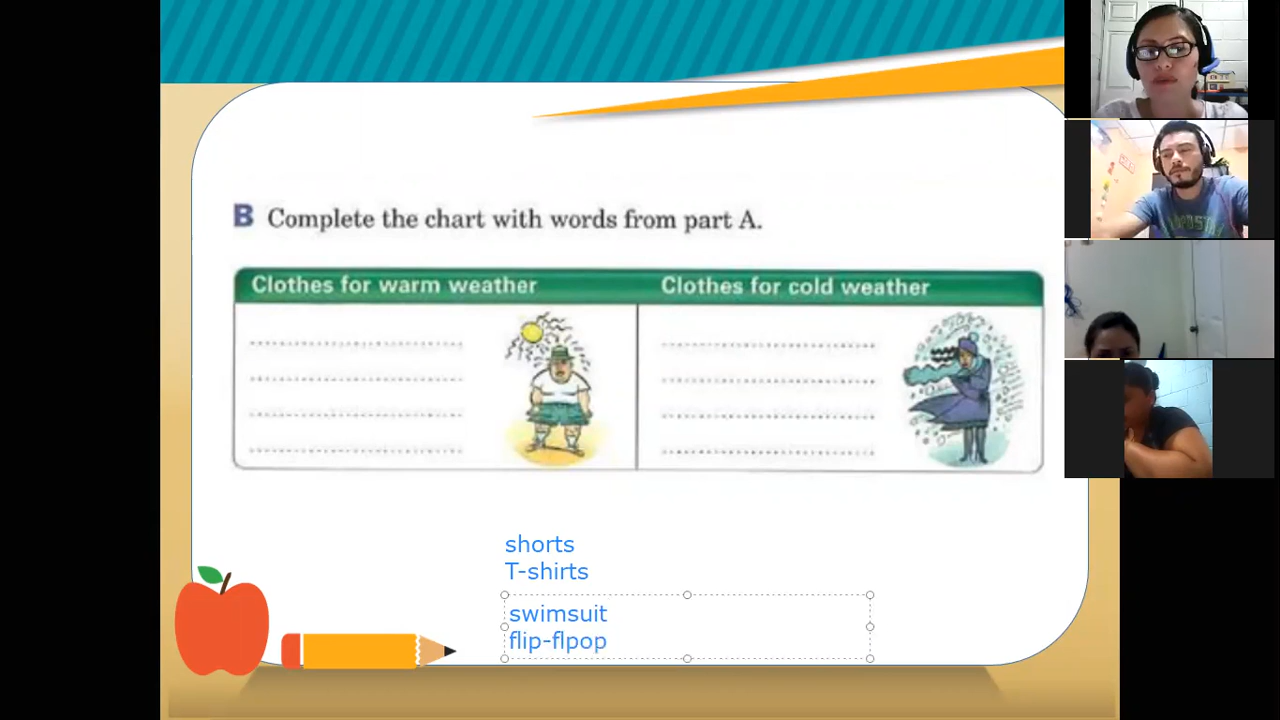 B Complete the chart with words from part A.
Clothes for warm weather
Clothes for cold weather
shorts
T-shirts
swimsuit
flip-flpop